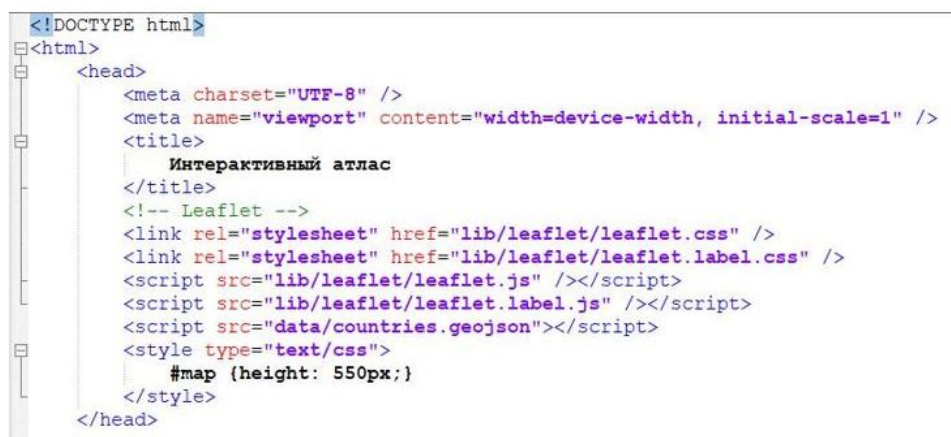 <!DOCTYPE html>
<html>
<head>
<meta charset="UTF-8" />
<meta name="viewport" content="width=device-width, initial-scale=1" />
<title>
Интерактивный атлас
</title>
<!-- Leaflet -->
<link rel="stylesheet" href="lib/leaflet/leaflet.css" />
<link rel="stylesheet" href="lib/leaflet/leaflet.label.css" />
<script src="lib/leaflet/leaflet.js" /></script>
<script src="lib/leaflet/leaflet.label.js" /></script>
<script src="data/countries.geojson"></script>
<style type="text/css">
#map {height: 550px;}
</style>
</head>